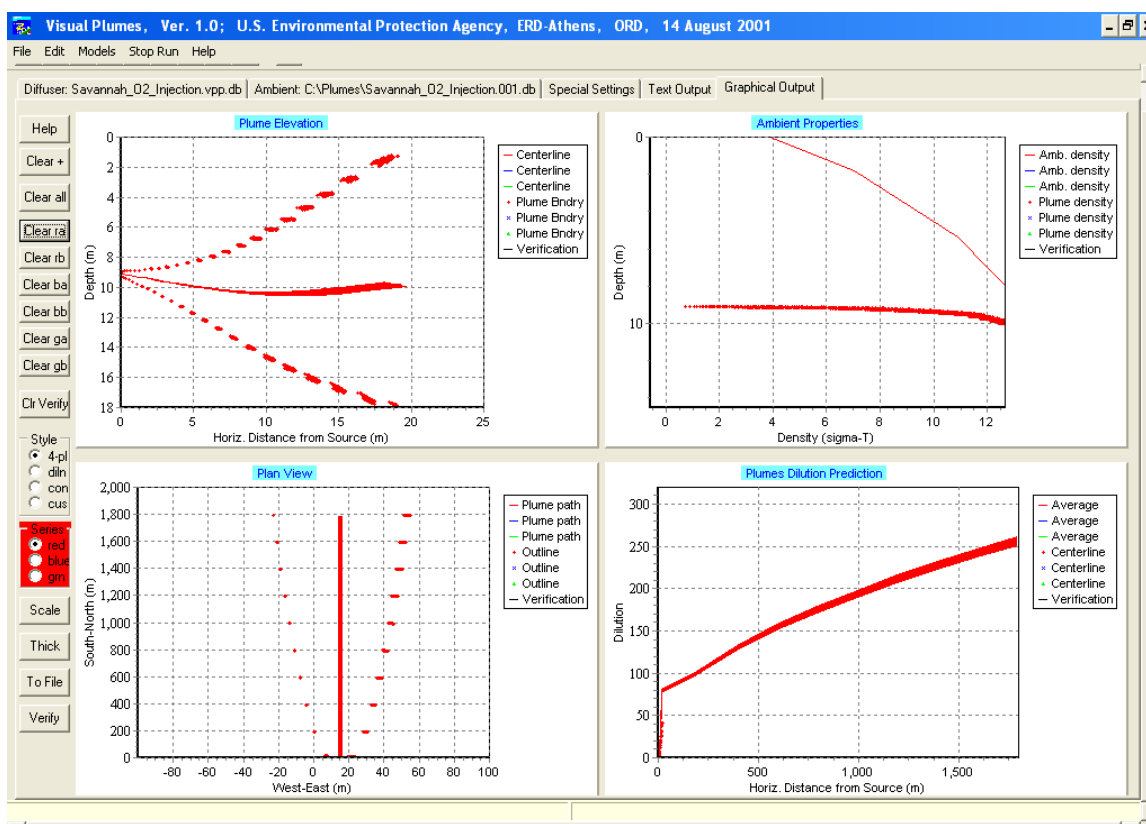 Visual Plumes, Ver. 1.0; U.S. Environmental Protection Agency, ERD-Athens, ORD, 14 August 2001
File Edit Models Stop Run Help
Diffuser: Savannah_O2_Injection.vpp.db Ambient: C:\Plumes\Savannah_O2_Injection.001.db Special Settings Text Output Graphical Output
Help
Clear +
Clear all
Clear ra
Clear rb
Clear ba
Clear bb
Clear ga
Clear gb
Clr Verify
Style
4-pl
diln
con
cus
Series
red
blue
grn
Scale
Thick
To File
Verify
Plume Elevation
0
2
4
6
8
10
12
14
16
18
Depth (m)
0 5 10 15 20 25
Horiz. Distance from Source (m)
Centerline
Centerline
Centerline
Plume Bndry
Plume Bndry
Plume Bndry
Verification
Ambient Properties
0
10
Depth (m)
0 2 4 6 8 10 12
Density (sigma-T)
Amb. density
Amb. density
Amb. density
Plume density
Plume density
Plume density
Verification
Plan View
2,000
1,800
1,600
1,400
1,200
1,000
800
600
400
200
0
South-North (m)
-80 -60 -40 -20 0 20 40 60 80 100
West-East (m)
Plume path
Plume path
Plume path
Outline
Outline
Outline
Verification
Plumes Dilution Prediction
300
250
200
150
100
50
0
Dilution
0 500 1,000 1,500
Horiz. Distance from Source (m)
Average
Average
Average
Centerline
Centerline
Centerline
Verification